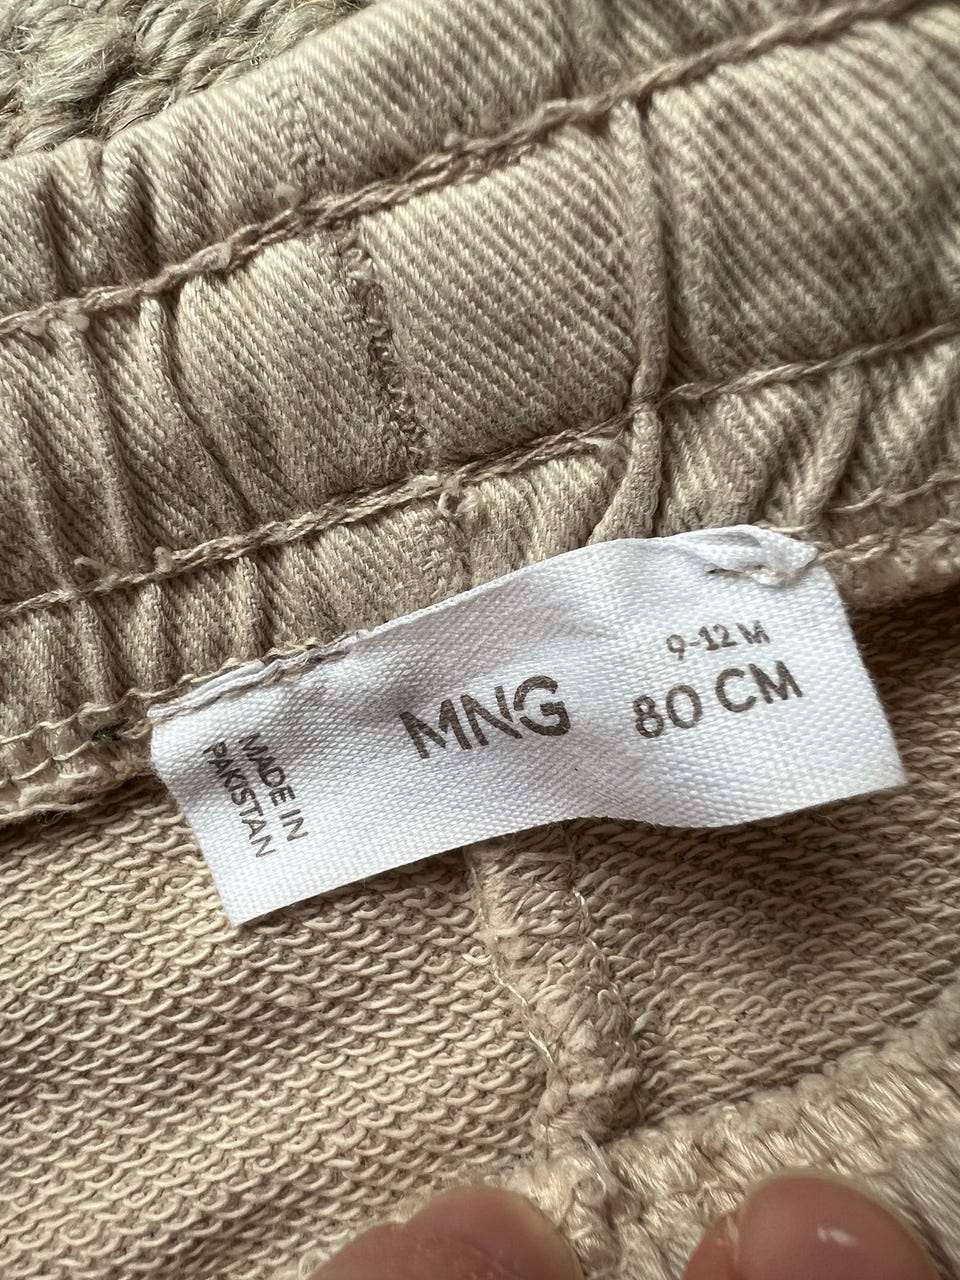 MADE IN
PAKISTAN
MNG
9-12 M
80 CM